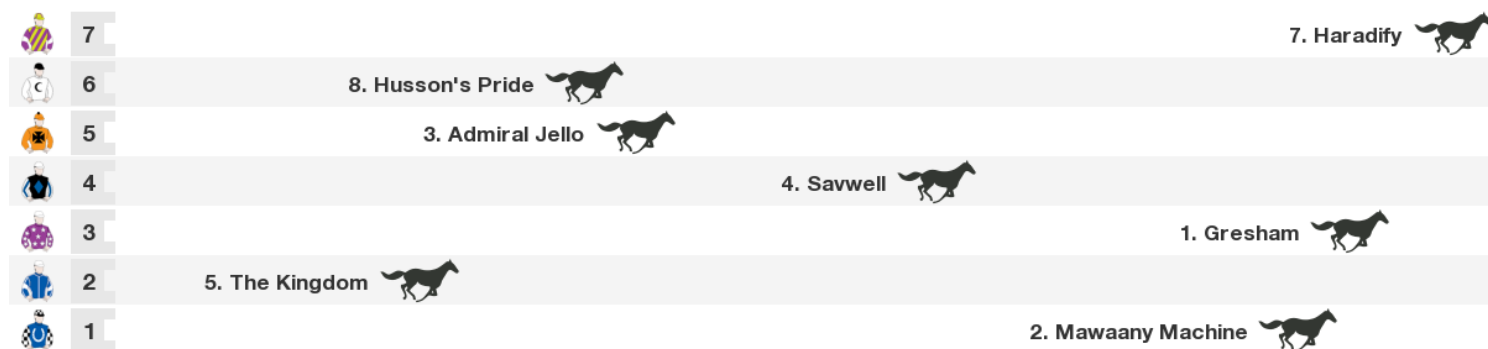 7 7. Haradify
6 8. Husson's Pride
5 3. Admiral Jello
4 4. Savwell
3 1. Gresham
2 5. The Kingdom
1 2. Mawaany Machine